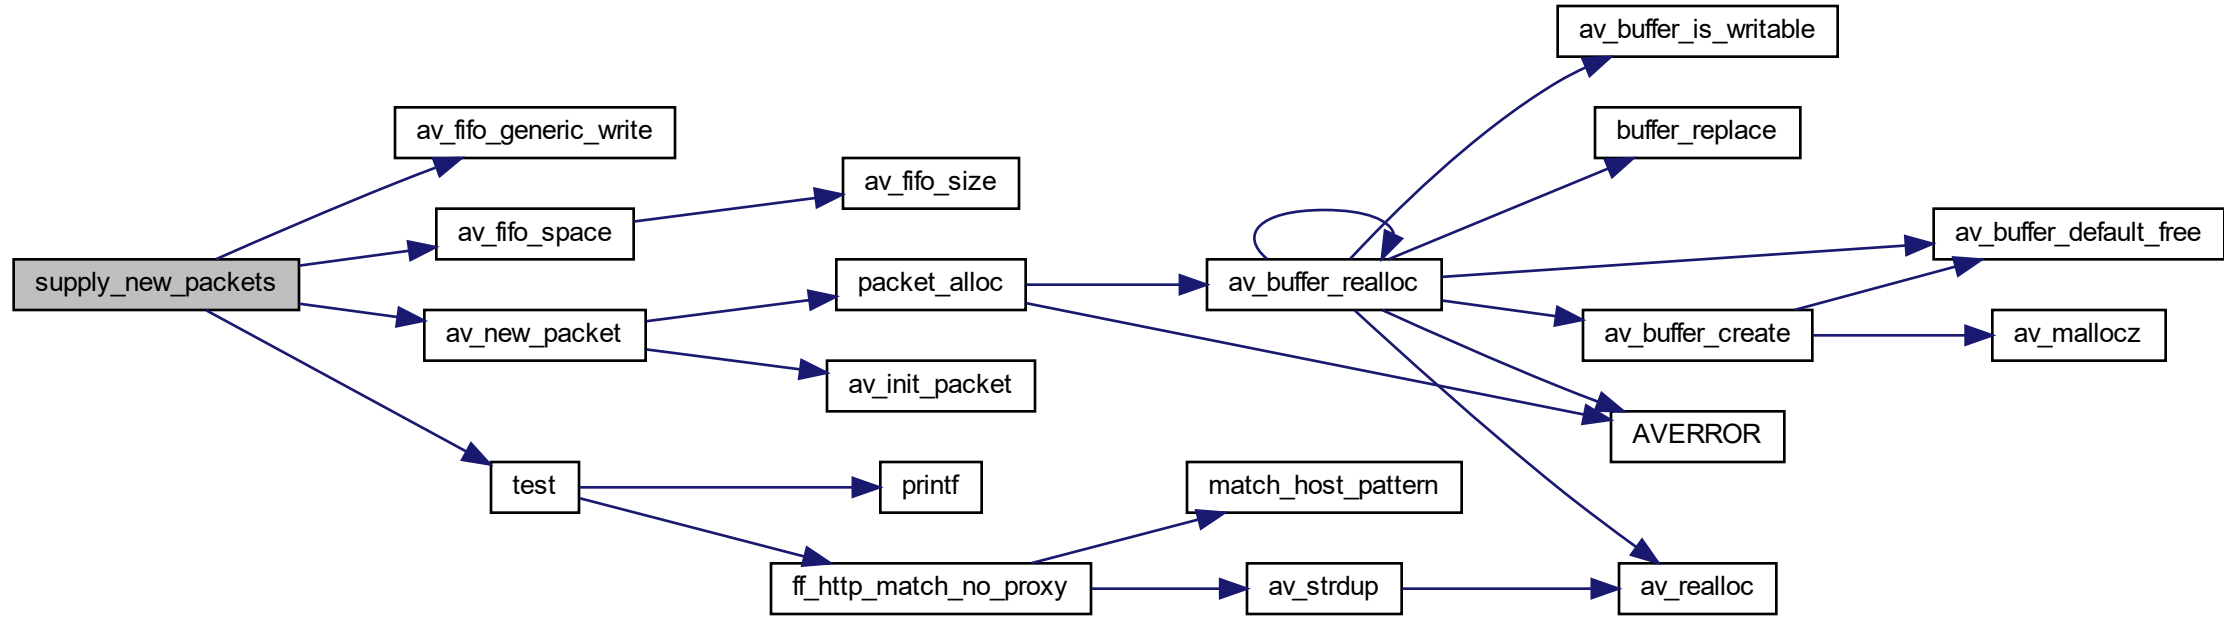 av_buffer_is_writable
av_fifo_generic_write
buffer_replace
av_fifo_size
av_fifo_space
av_buffer_default_free
supply_new_packets
packet_alloc
av_buffer_realloc
av_new_packet
av_buffer_create
av_mallocz
av_init_packet
AVERROR
test
printf
match_host_pattern
ff_http_match_no_proxy
av_strdup
av_realloc